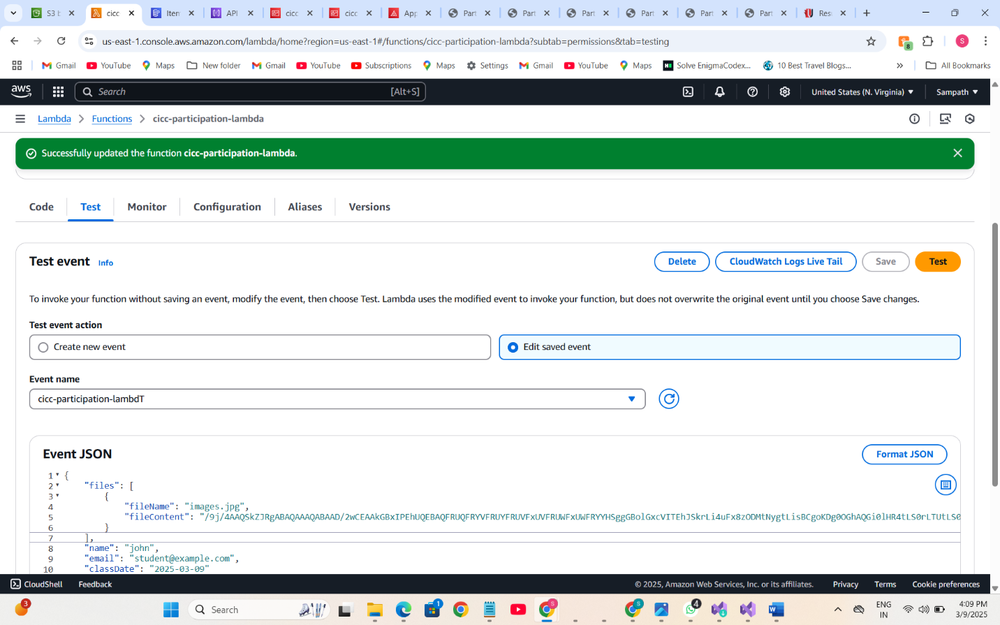 S3 b
cicc
Iten
API
cicc
cicc
App
Part
Part
Part
Part
Part
Part
Res
us-east-1.console.aws.amazon.com/lambda/home?region=us-east-1#/functions/cicc-participation-lambda?subtab=permissions&tab=testing
8
S
Gmail
YouTube
Maps
New folder
Gmail
YouTube
Subscriptions
Maps
Settings
Gmail
YouTube
Maps
Solve EnigmaCodex...
10 Best Travel Blogs...
All Bookmarks
aws
Search
[Alt+S]
United States (N. Virginia)
Sampath
Lambda > Functions > cicc-participation-lambda
Successfully updated the function cicc-participation-lambda.
Code
Test
Monitor
Configuration
Aliases
Versions
Test event Info
Delete
CloudWatch Logs Live Tail
Save
Test
To invoke your function without saving an event, modify the event, then choose Test. Lambda uses the modified event to invoke your function, but does not overwrite the original event until you choose Save changes.
Test event action
Create new event
Edit saved event
Event name
cicc-participation-lambdT
Event JSON
Format JSON
1 {
2 "files": [
3 {
4 "fileName": "images.jpg",
5 "fileContent": "/9j/4AAQSkZJRgABAQAAAQABAAD/2wCEAAkGBxIPEhUQEBAQFRUQFRYVFRUYFRUVFxUVFRUWFxUWFRYYHSggGBolGxcVITEhJSkrLi4uFx8zODMtNygtLisBCgoKDg0OGhAQGi0lHR4tLS0rLTUtLS0
6 }
7 ],
8 "name": "john",
9 "email": "student@example.com",
10 "classDate": "2025-03-09"
CloudShell
Feedback
© 2025, Amazon Web Services, Inc. or its affiliates.
Privacy
Terms
Cookie preferences
3
Search
1
S
S
4
ENG
IN
4:09 PM
3/9/2025